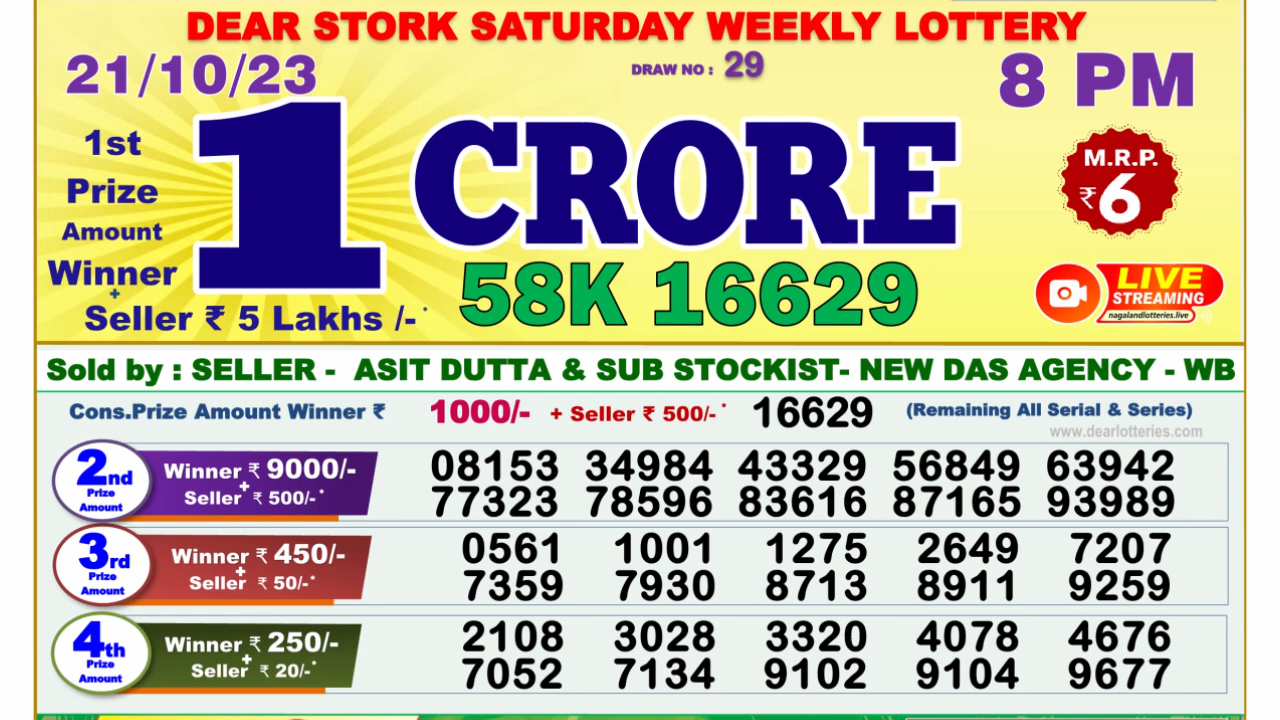 DEAR STORK SATURDAY WEEKLY LOTTERY
21/10/23
DRAW NO : 29
8 PM
1st
Prize
Amount
Winner
+
Seller ₹ 5 Lakhs /-*
1 CRORE
58K 16629
M.R.P.
₹6
LIVE
STREAMING
nagalandlotteries.live
Sold by : SELLER - ASIT DUTTA & SUB STOCKIST- NEW DAS AGENCY - WB
Cons.Prize Amount Winner ₹ 1000/- + Seller ₹ 500/-* 16629 (Remaining All Serial & Series)
www.dearlotteries.com
2nd
Prize
Amount
Winner ₹ 9000/-
+
Seller ₹ 500/-*
08153 34984 43329 56849 63942
77323 78596 83616 87165 93989
3rd
Prize
Amount
Winner ₹ 450/-
+
Seller ₹ 50/-*
0561 1001 1275 2649 7207
7359 7930 8713 8911 9259
4th
Prize
Amount
Winner ₹ 250/-
+
Seller ₹ 20/-*
2108 3028 3320 4078 4676
7052 7134 9102 9104 9677